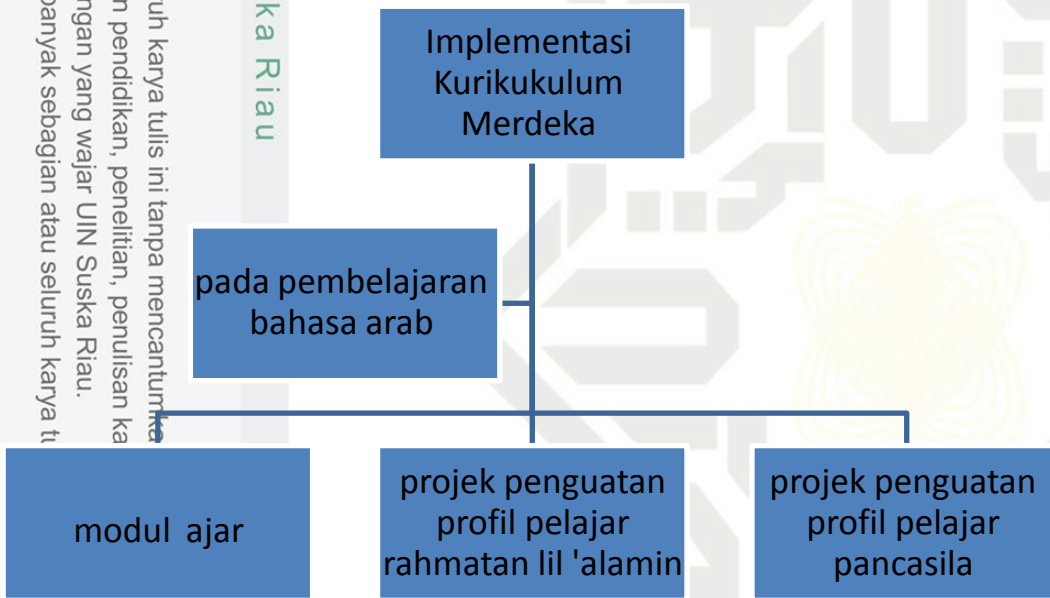 ka Riau
ruh karya tulis ini tanpa mencantumka
n pendidikan, penelitian, penulisan ka
ngan yang wajar UIN Suska Riau.
banyak sebagian atau seluruh karya tu
Implementasi
Kurikukulum
Merdeka
pada pembelajaran
bahasa arab
modul ajar
projek penguatan
profil pelajar
rahmatan lil 'alamin
projek penguatan
profil pelajar
pancasila